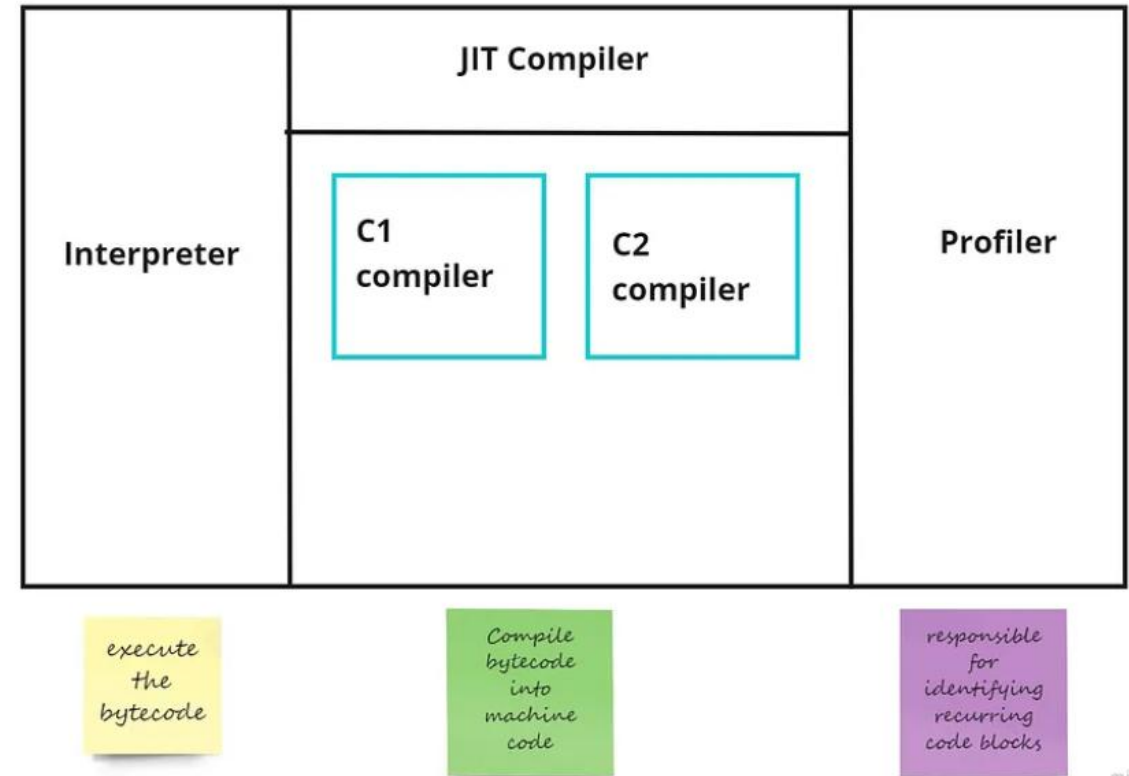 JIT Compiler
Interpreter
C1
compiler
C2
compiler
Profiler
execute
the
bytecode
Compile
bytecode
into
machine
code
responsible
for
identifying
recurring
code blocks